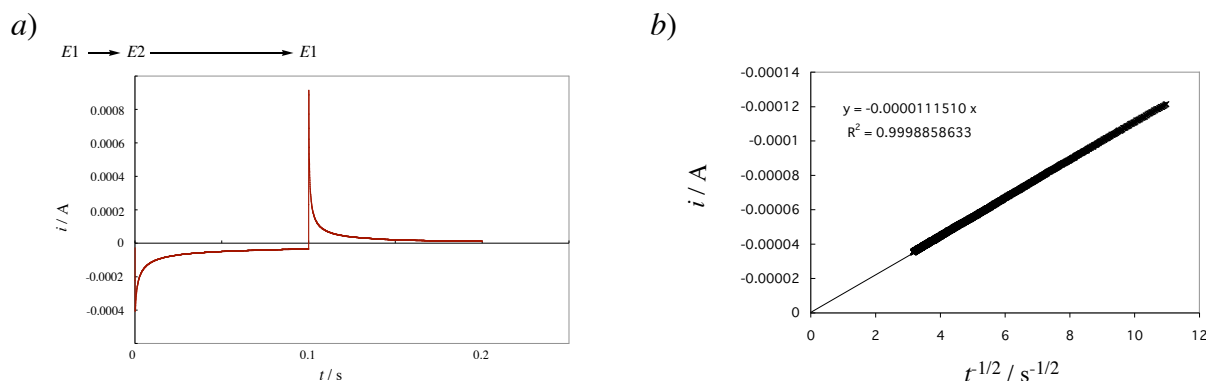 a)
E1 → E2 → E1
i / A
0.0008
0.0006
0.0004
0.0002
0
-0.0002
-0.0004
0
0.1
0.2
t / s
b)
i / A
-0.00014
-0.00012
-0.0001
-0.00008
-0.00006
-0.00004
-0.00002
0
y = -0.0000111510 x
R² = 0.9998858633
0 2 4 6 8 10 12
t⁻¹/² / s⁻¹/²